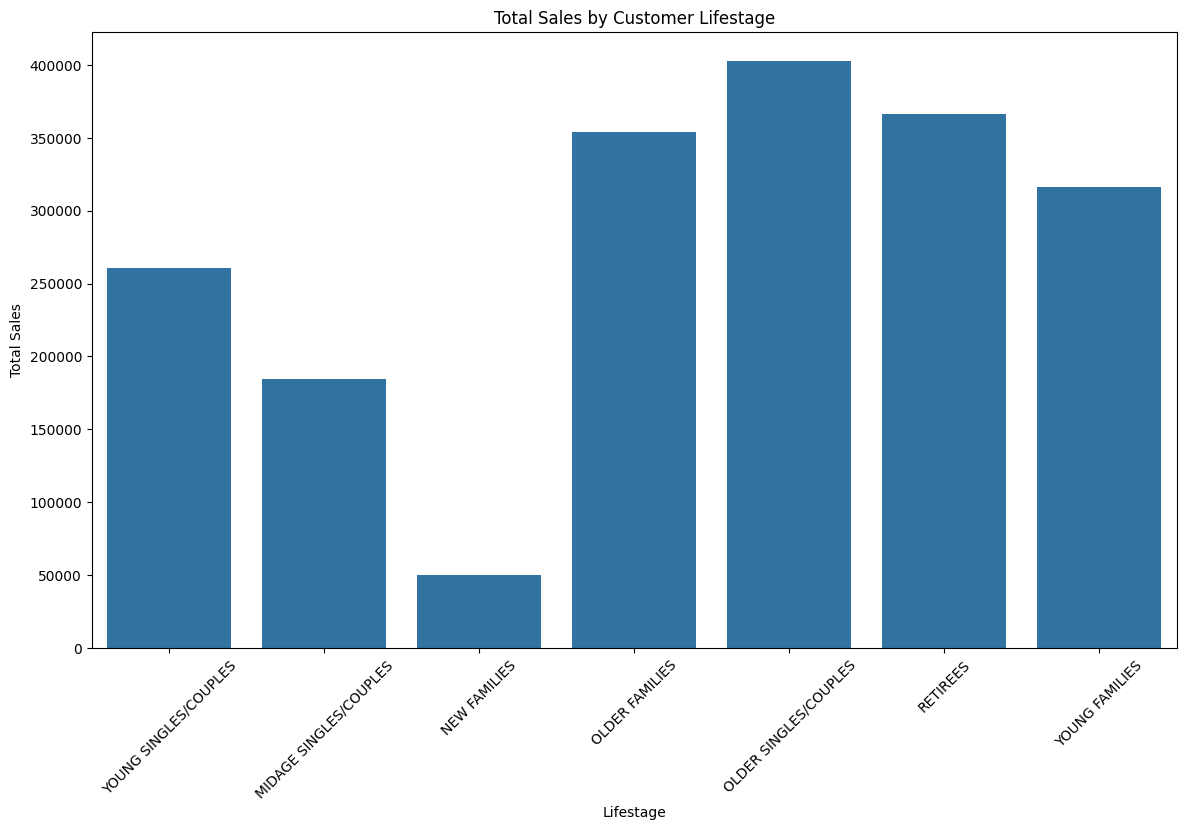 Total Sales by Customer Lifestage
Total Sales
400000
350000
300000
250000
200000
150000
100000
50000
0
YOUNG SINGLES/COUPLES
MIDAGE SINGLES/COUPLES
NEW FAMILIES
OLDER FAMILIES
OLDER SINGLES/COUPLES
RETIREES
YOUNG FAMILIES
Lifestage